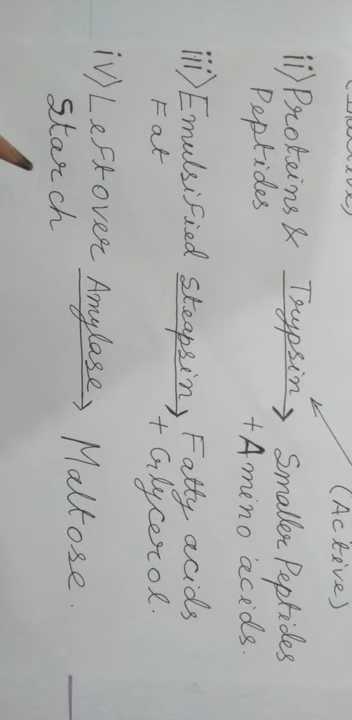 (Active)
ii) Proteins & Trypsin Smaller Peptides
Peptides + Amino acids.
iii) Emulsified Steapsin Fatty acids
Fat + Glycerol.
iv) Leftover Amylase Maltose.
Starch